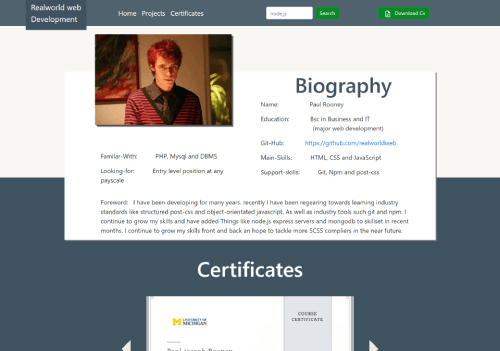 Realworld web
Development
Home Projects Certificates
node.js
Search
Download Cv
Biography
Name: Paul Rooney
Education: Bsc in Business and IT
(major web development)
Git-Hub: https://github.com/realworldweb
Familar-With: PHP, Mysql and DBMS
Main-Skills: HTML, CSS and JavaScript
Looking-for: Entry level position at any
payscale
Support-skills: Git, Npm and post-css
Foreword: I have been developing for many years. recently I have been regearing towards learning industry
standards like structured post-css and object-orientated javascript. As well as industry tools such git and npm. I
continue to grow my skills and have added Things like node.js express servers and mongodb to skillset in recent
months. I continue to grow my skills front and back an hope to tackle more SCSS compliers in the near future.
Certificates
UNIVERSITY OF
MICHIGAN
COURSE
CERTIFICATE